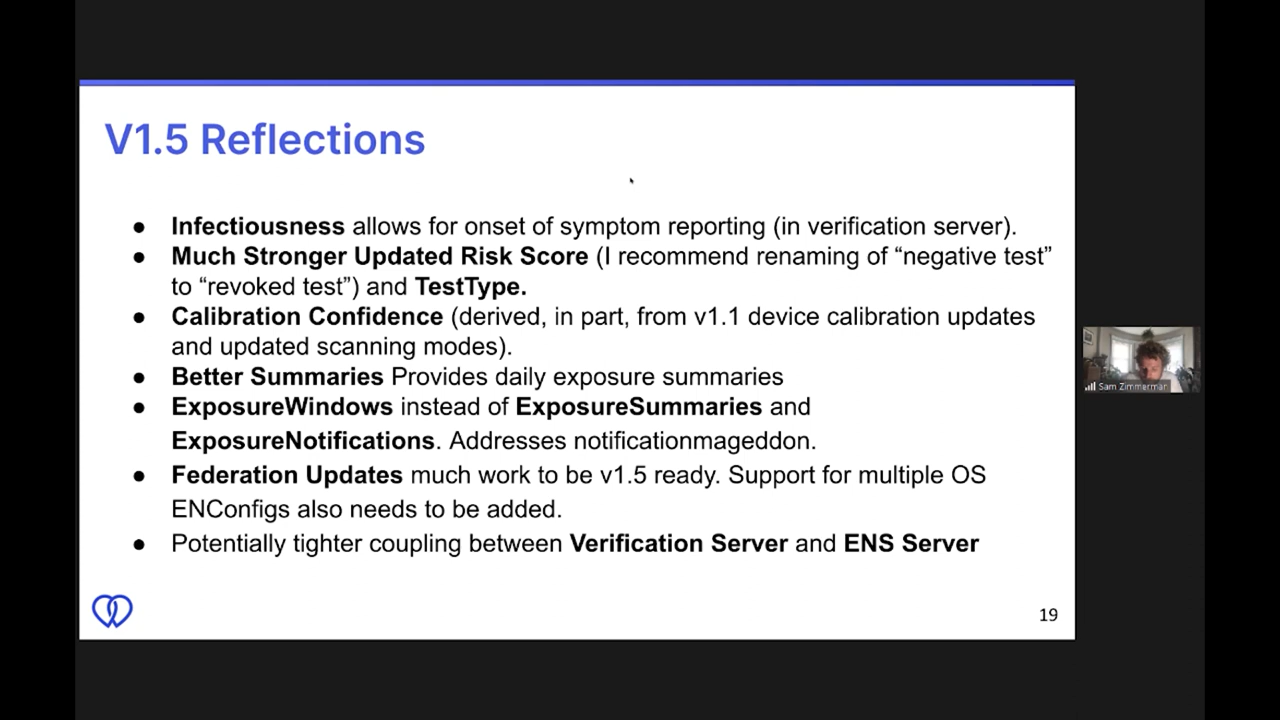 V1.5 Reflections
● Infectiousness allows for onset of symptom reporting (in verification server).
● Much Stronger Updated Risk Score (I recommend renaming of “negative test”
to “revoked test”) and TestType.
● Calibration Confidence (derived, in part, from v1.1 device calibration updates
and updated scanning modes).
● Better Summaries Provides daily exposure summaries
● ExposureWindows instead of ExposureSummaries and
ExposureNotifications. Addresses notificationmageddon.
● Federation Updates much work to be v1.5 ready. Support for multiple OS
ENConfigs also needs to be added.
● Potentially tighter coupling between Verification Server and ENS Server
19
Sam Zimmerman